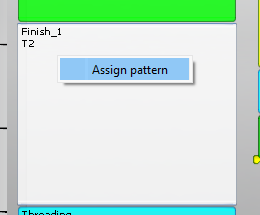 Finish_1
T2
Assign pattern
Threading